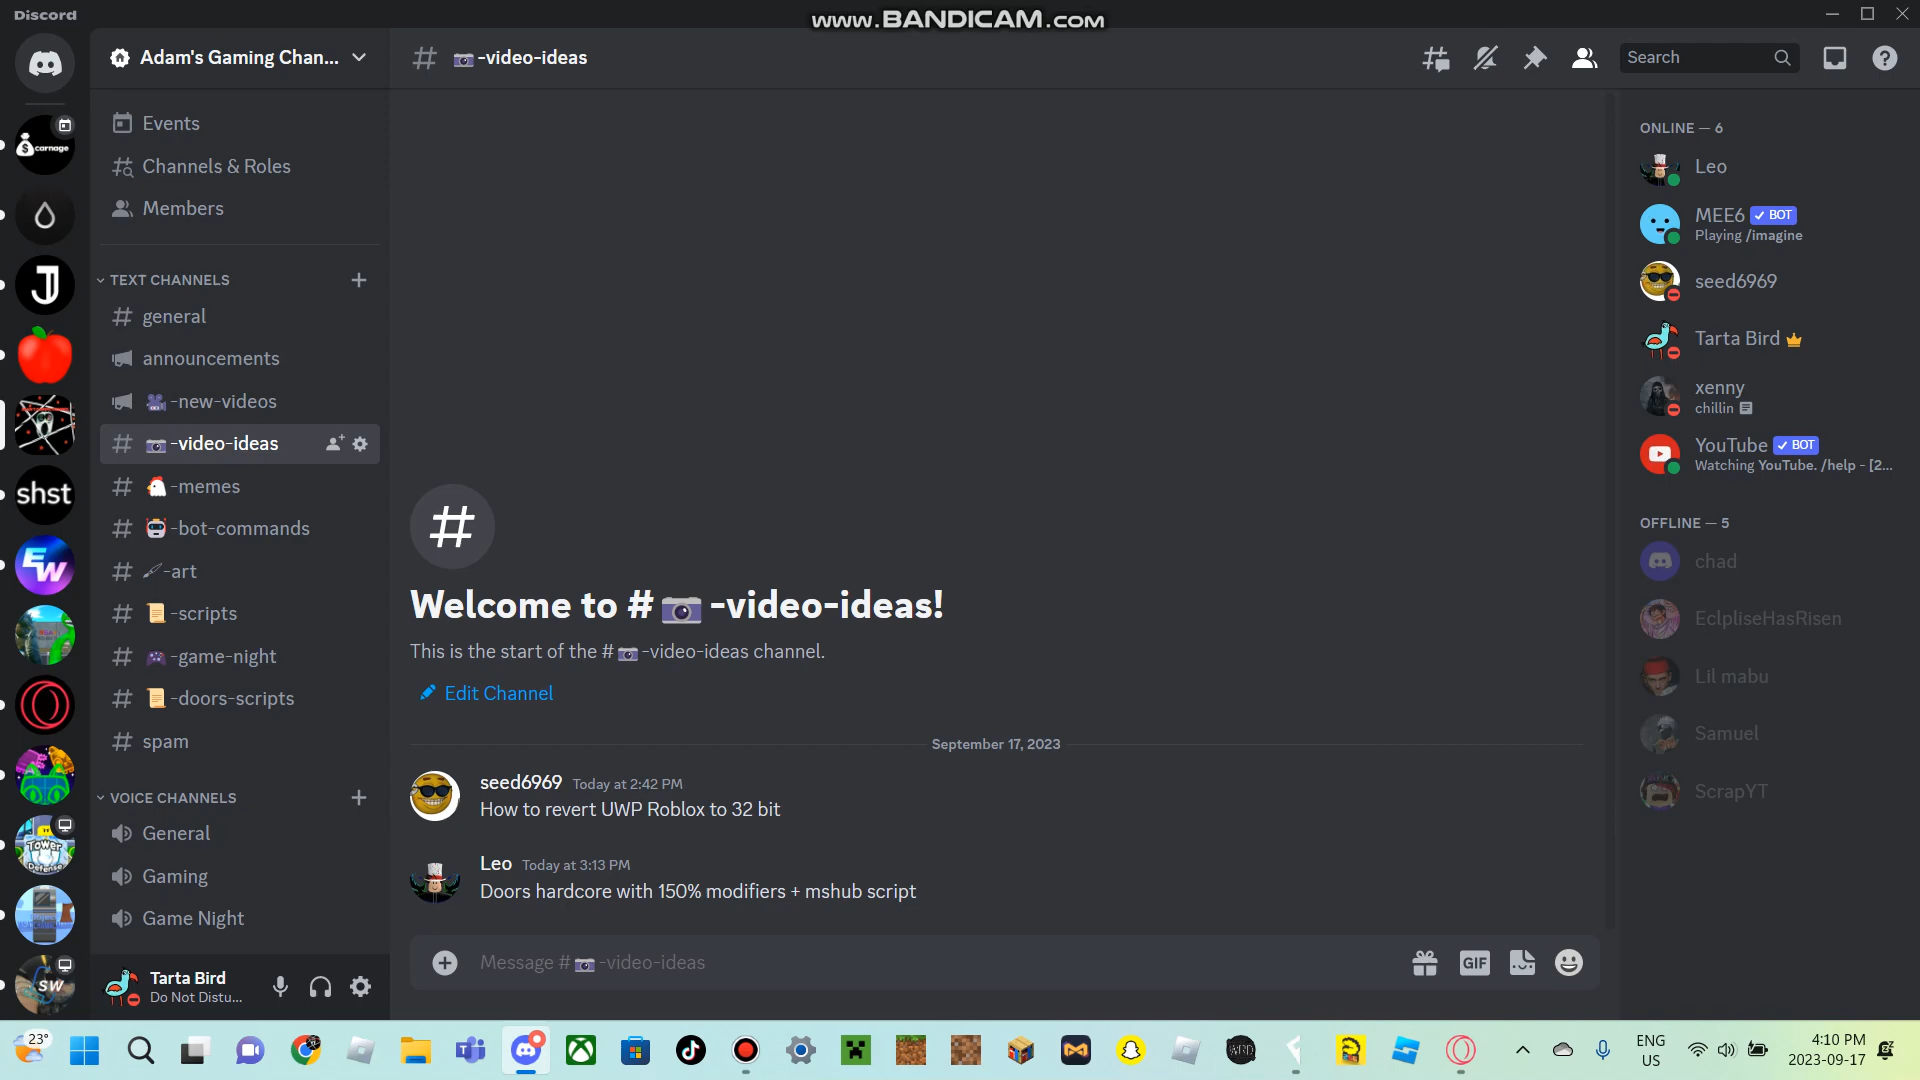 Discord
www.BANDICAM.com
Adam's Gaming Chan...
-video-ideas
Search
Events
Channels & Roles
Members
TEXT CHANNELS
general
announcements
-new-videos
-video-ideas
-memes
-bot-commands
-art
-scripts
-game-night
-doors-scripts
spam
VOICE CHANNELS
General
Gaming
Game Night
Tarta Bird
Do Not Distu...
carnage
J
shst
EW
TOWER
Defense
SW
Welcome to # -video-ideas!
This is the start of the # -video-ideas channel.
Edit Channel
September 17, 2023
seed6969 Today at 2:42 PM
How to revert UWP Roblox to 32 bit
Leo Today at 3:13 PM
Doors hardcore with 150% modifiers + mshub script
Message # -video-ideas
GIF
ONLINE — 6
Leo
MEE6 BOT
Playing /imagine
seed6969
Tarta Bird
xenny
chillin
YouTube BOT
Watching YouTube. /help - [2...
OFFLINE — 5
chad
EclpliseHasRisen
Lil mabu
Samuel
ScrapYT
23°
ENG
US
4:10 PM
2023-09-17